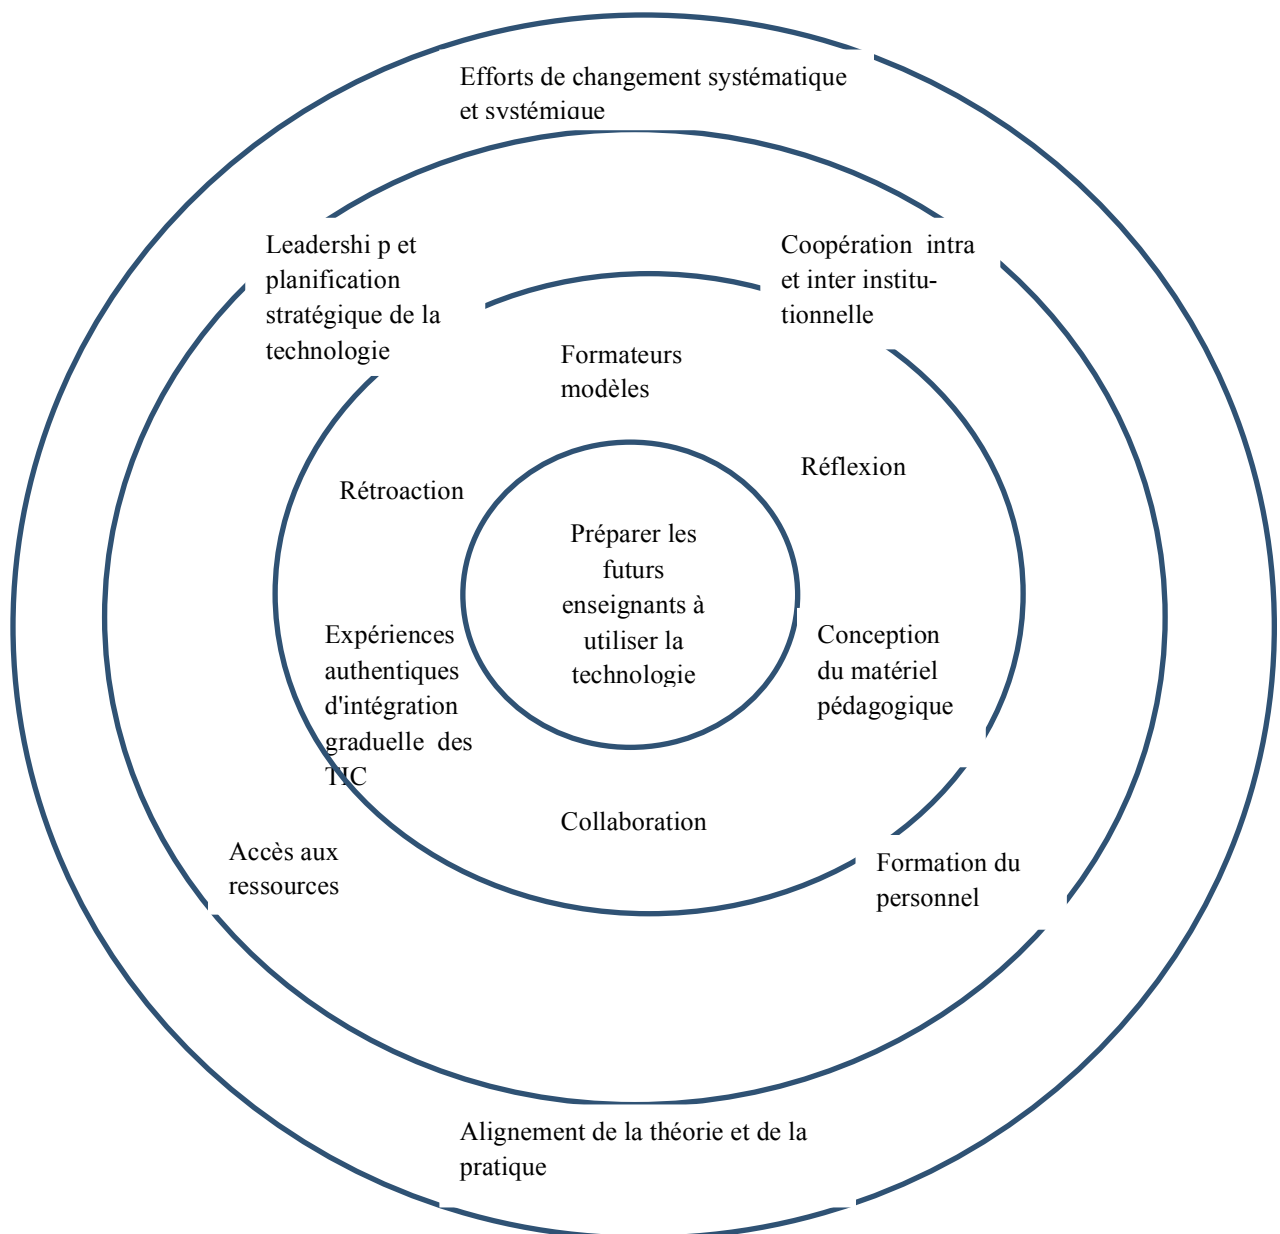 Efforts de changement systématique
et systémique
Leadershi p et
planification
stratégique de la
technologie
Coopération intra
et inter institu-
tionnelle
Formateurs
modèles
Réflexion
Rétroaction
Préparer les
futurs
enseignants à
utiliser la
technologie
Expériences
authentiques
d'intégration
graduelle des
TIC
Conception
du matériel
pédagogique
Collaboration
Accès aux
ressources
Formation du
personnel
Alignement de la théorie et de la
pratique